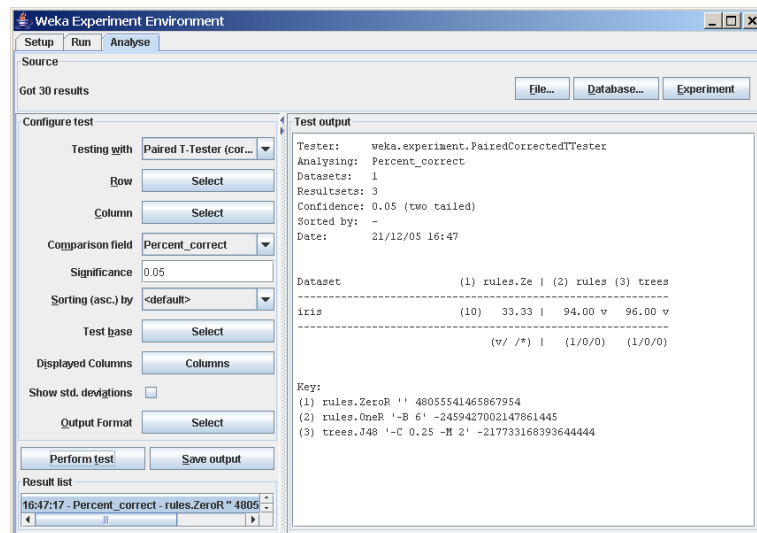 Weka Experiment Environment
Setup Run Analyse
Source
Got 30 results
File... Database... Experiment
Configure test
Testing with Paired T-Tester (cor...
Row Select
Column Select
Comparison field Percent_correct
Significance 0.05
Sorting (asc.) by <default>
Test base Select
Displayed Columns Columns
Show std. deviations
Output Format Select
Perform test Save output
Result list
16:47:17 - Percent_correct - rules.ZeroR '' 4805
Test output
Tester: weka.experiment.PairedCorrectedTTester
Analysing: Percent_correct
Datasets: 1
Resultsets: 3
Confidence: 0.05 (two tailed)
Sorted by: -
Date: 21/12/05 16:47
Dataset (1) rules.Ze | (2) rules (3) trees
--------------------------------------------------------------
iris (10) 33.33 | 94.00 v 96.00 v
--------------------------------------------------------------
(v/ /*) | (1/0/0) (1/0/0)
Key:
(1) rules.ZeroR '' 48055541465867954
(2) rules.OneR '-B 6' -2459427002147861445
(3) trees.J48 '-C 0.25 -M 2' -217733168393644444